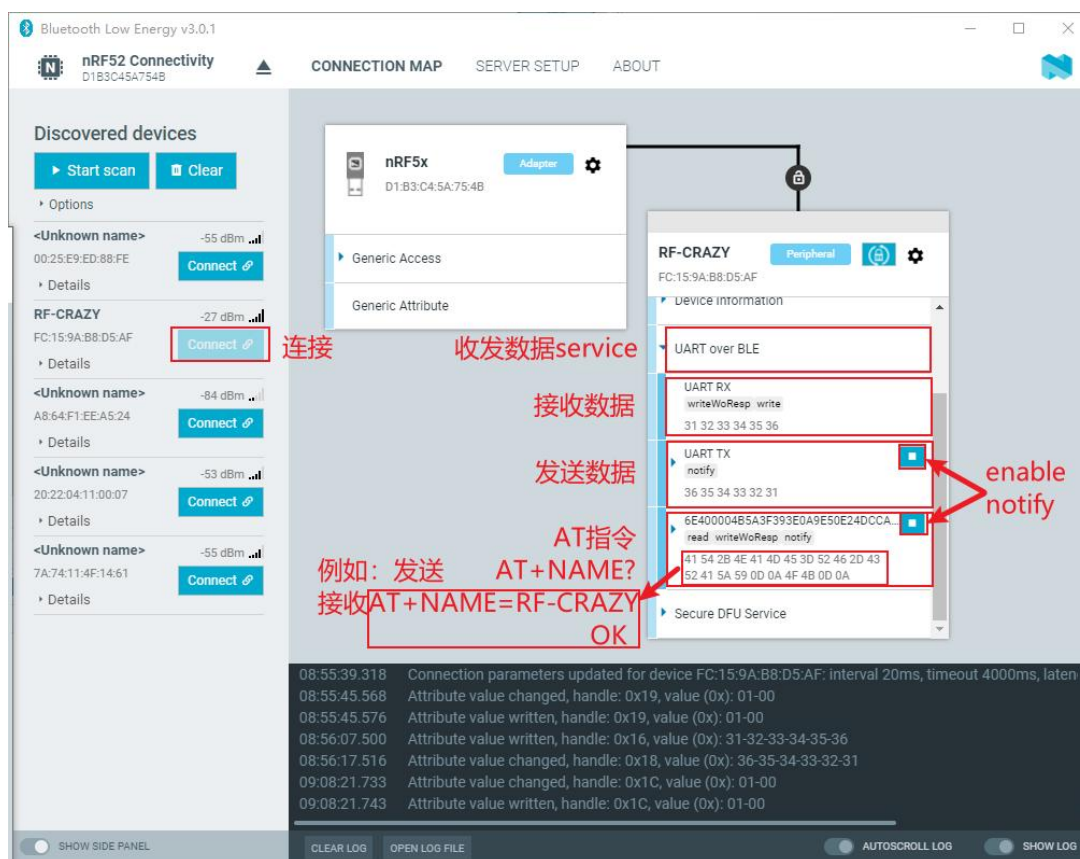 Bluetooth Low Energy v3.0.1
nRF52 Connectivity
D1B3C45A754B
CONNECTION MAP SERVER SETUP ABOUT
Discovered devices
Start scan Clear
Options
<Unknown name> -55 dBm
00:25:E9:ED:88:FE
Connect
Details
RF-CRAZY -27 dBm
FC:15:9A:B8:D5:AF
Connect
Details
<Unknown name> -84 dBm
A8:64:F1:EE:A5:24
Connect
Details
<Unknown name> -53 dBm
20:22:04:11:00:07
Connect
Details
<Unknown name> -55 dBm
7A:74:11:4F:14:61
Connect
Details
SHOW SIDE PANEL
nRF5x Adapter
D1:B3:C4:5A:75:4B
Generic Access
Generic Attribute
连接
RF-CRAZY Peripheral
FC:15:9A:B8:D5:AF
Device Information
收发数据service
UART over BLE
接收数据
UART RX
writeWoResp write
31 32 33 34 35 36
发送数据
UART TX
notify
36 35 34 33 32 31
enable
notify
AT指令
6E400004B5A3F393E0A9E50E24DCCA...
read writeWoResp notify
41 54 2B 4E 41 4D 45 3D 52 46 2D 43
52 41 5A 59 0D 0A 4F 4B 0D 0A
例如：发送 AT+NAME?
接收AT+NAME=RF-CRAZY
OK
Secure DFU Service
08:55:39.318 Connection parameters updated for device FC:15:9A:B8:D5:AF: interval 20ms, timeout 4000ms, laten
08:55:45.568 Attribute value changed, handle: 0x19, value (0x): 01-00
08:55:45.576 Attribute value written, handle: 0x19, value (0x): 01-00
08:56:07.500 Attribute value written, handle: 0x16, value (0x): 31-32-33-34-35-36
08:56:17.516 Attribute value changed, handle: 0x18, value (0x): 36-35-34-33-32-31
09:08:21.733 Attribute value changed, handle: 0x1C, value (0x): 01-00
09:08:21.743 Attribute value written, handle: 0x1C, value (0x): 01-00
CLEAR LOG OPEN LOG FILE AUTOSCROLL LOG SHOW LOG